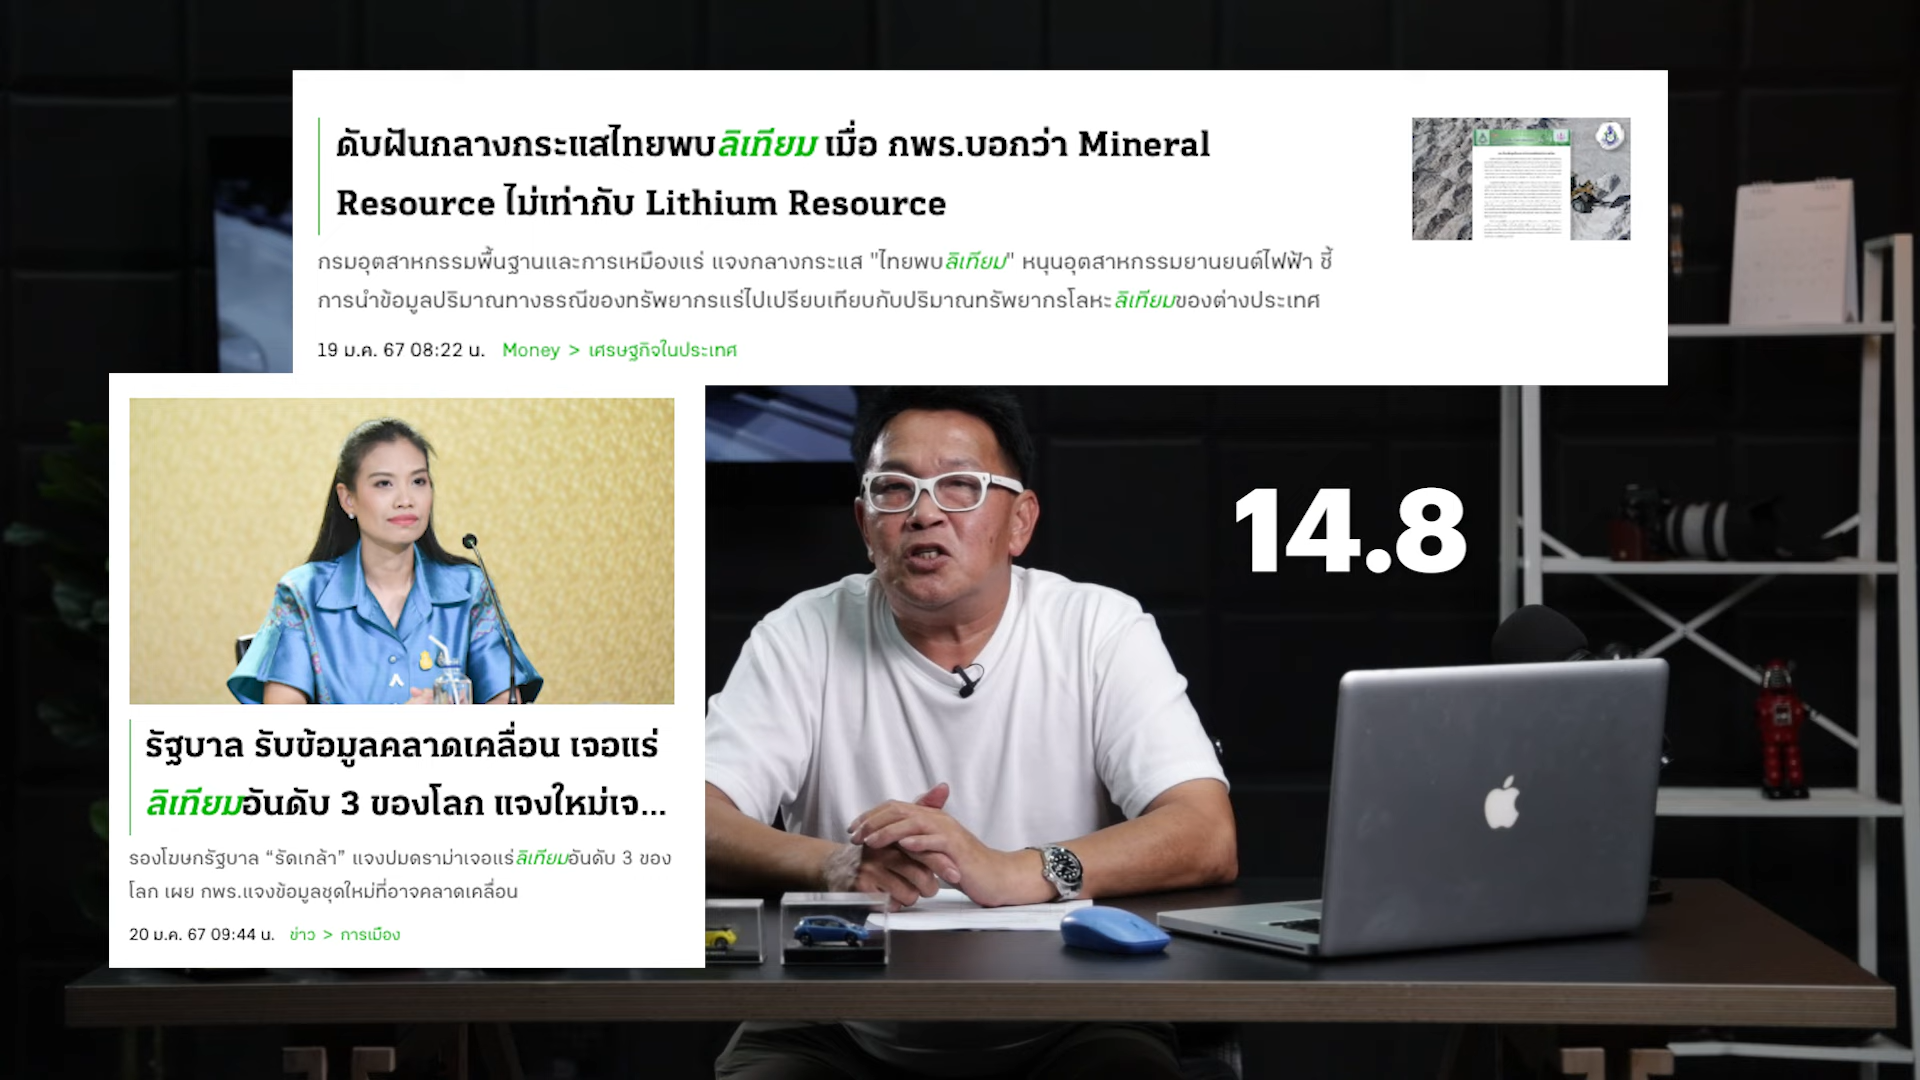 ดับฝันกลางกระแสไทยพบลิเทียม เมื่อ กพร.บอกว่า Mineral
Resource ไม่เท่ากับ Lithium Resource
กรมอุตสาหกรรมพื้นฐานและการเหมืองแร่ แจงกลางกระแส "ไทยพบลิเทียม" หนุนอุตสาหกรรมยานยนต์ไฟฟ้า ชี้
การนำข้อมูลปริมาณทางธรณีของทรัพยากรแร่ไปเปรียบเทียบกับปริมาณทรัพยากรโลหะลิเทียมของต่างประเทศ
19 ม.ค. 67 08:22 น. Money > เศรษฐกิจในประเทศ
14.8
รัฐบาล รับข้อมูลคลาดเคลื่อน เจอแร่
ลิเทียมอันดับ 3 ของโลก แจงใหม่เจ...
รองโฆษกรัฐบาล “รัดเกล้า” แจงปมดราม่าเจอแร่ลิเทียมอันดับ 3 ของ
โลก เผย กพร.แจงข้อมูลชุดใหม่ที่อาจคลาดเคลื่อน
20 ม.ค. 67 09:44 น. ข่าว > การเมือง